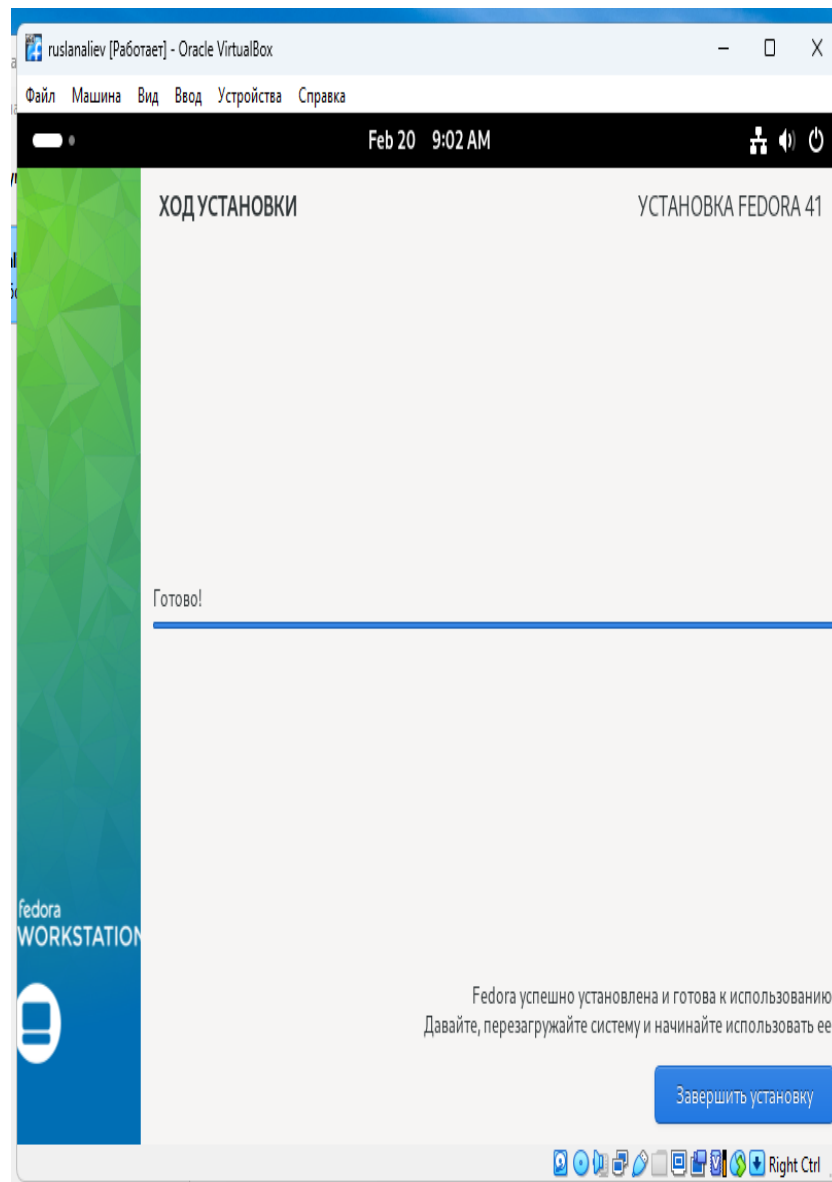 ruslanaliev [Работает] - Oracle VirtualBox
Файл Машина Вид Ввод Устройства Справка
Feb 20 9:02 AM
ХОД УСТАНОВКИ
УСТАНОВКА FEDORA 41
Готово!
fedora
WORKSTATION
Fedora успешно установлена и готова к использованию
Давайте, перезагружайте систему и начинайте использовать ее
Завершить установку
Right Ctrl